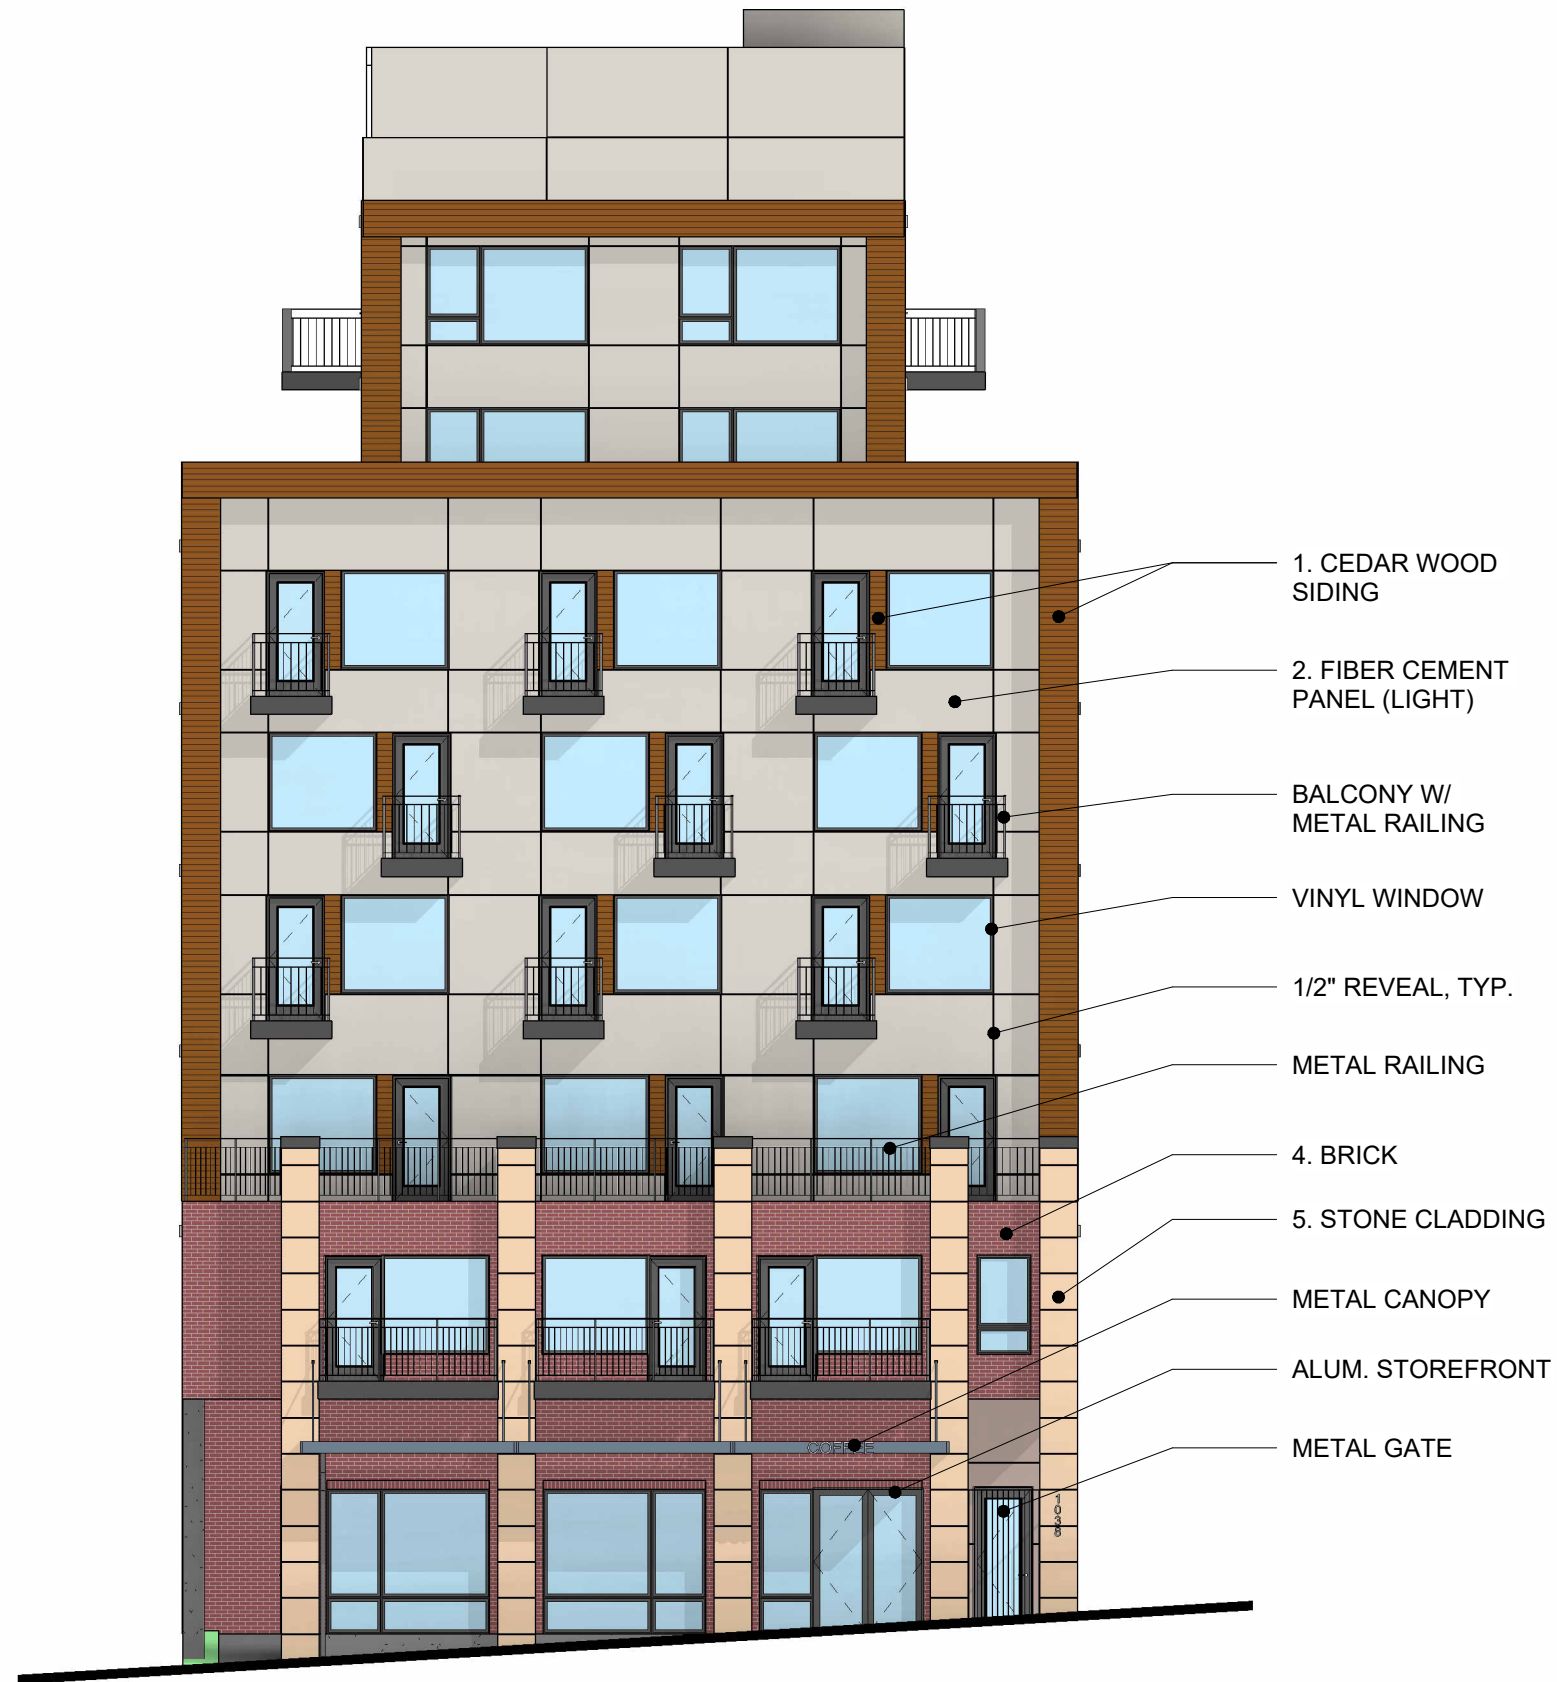 1. CEDAR WOOD
SIDING
2. FIBER CEMENT
PANEL (LIGHT)
BALCONY W/
METAL RAILING
VINYL WINDOW
1/2" REVEAL, TYP.
METAL RAILING
4. BRICK
5. STONE CLADDING
METAL CANOPY
ALUM. STOREFRONT
COFFEE
METAL GATE
1038